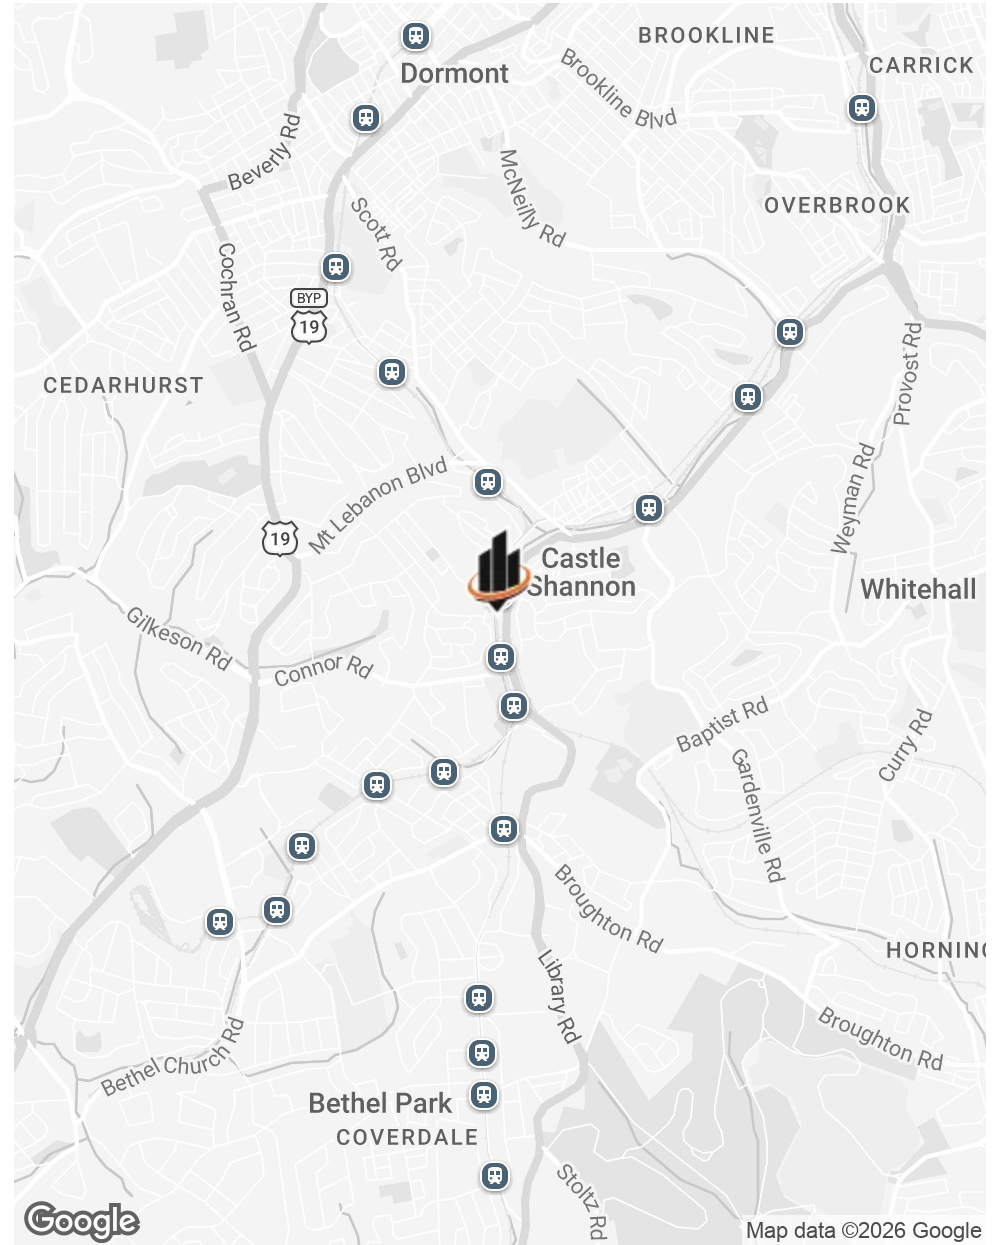 BROOKLINE
CARRICK
Dormont
Brookline Blvd
Beverly Rd
McNeilly Rd
OVERBROOK
Scott Rd
Cochran Rd
BYP
19
Provost Rd
CEDARHURST
Mt Lebanon Blvd
Weyman Rd
19
Castle
Shannon
Whitehall
Gilkeson Rd
Connor Rd
Baptist Rd
Curry Rd
Gardenville Rd
Broughton Rd
HORNING
Library Rd
Broughton Rd
Bethel Church Rd
Bethel Park
COVERDALE
Stoltz Rd
Google
Map data ©2026 Google